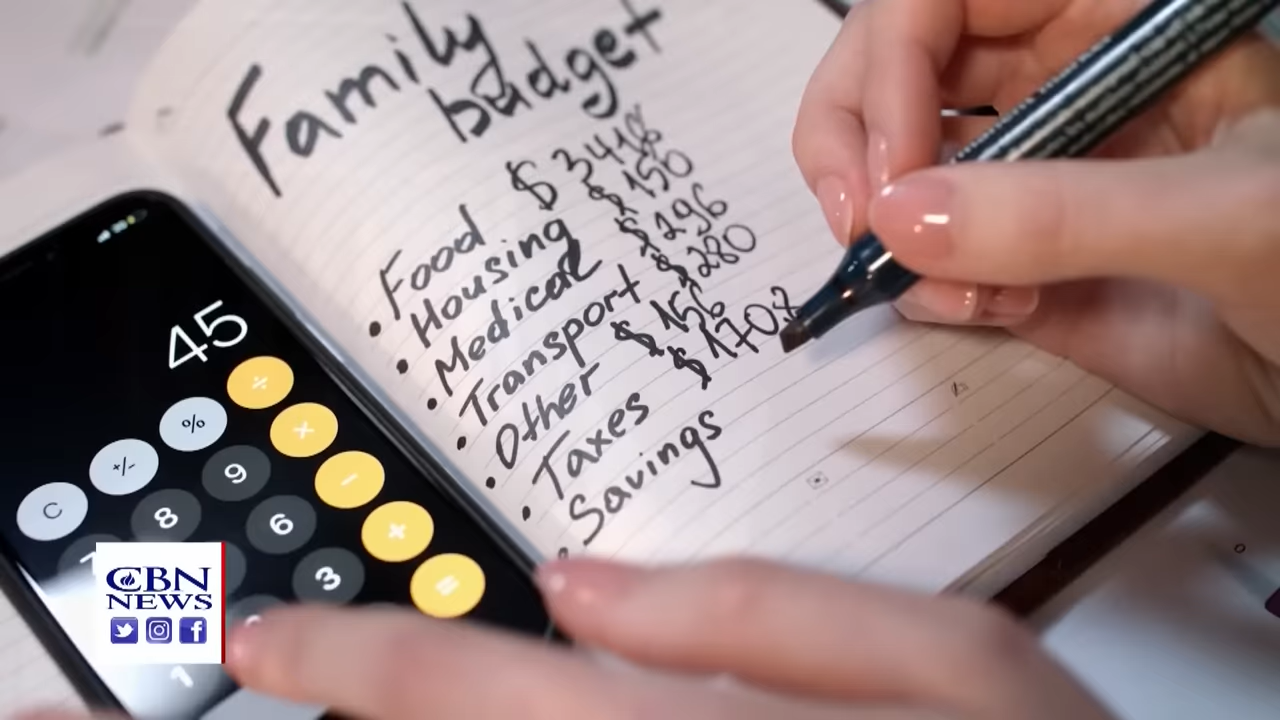 Family
budget
• Food $ 3418
• Housing $ 150
• Medical $ 296
• Transport $ 280
• Other $ 156
• Taxes $ 1708
• Savings
45
C +/- % ÷
8 9 ×
6 −
3 +
=
1
CBN
NEWS